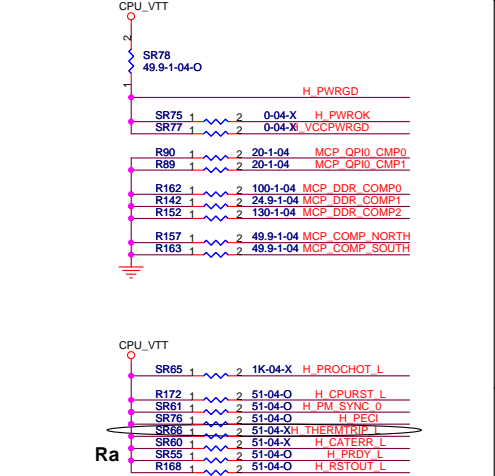 CPU_VTT
2
SR78
49.9-1-04-O
1
H_PWRGD
SR75 1 2 0-04-X H_PWROK
SR77 1 2 0-04-X H_VCCPWRGD
R90 1 2 20-1-04 MCP_QPI0_CMP0
R89 1 2 20-1-04 MCP_QPI0_CMP1
R162 1 2 100-1-04 MCP_DDR_COMP0
R142 1 2 24.9-1-04 MCP_DDR_COMP1
R152 1 2 130-1-04 MCP_DDR_COMP2
R157 1 2 49.9-1-04 MCP_COMP_NORTH
R163 1 2 49.9-1-04 MCP_COMP_SOUTH
CPU_VTT
SR65 1 2 1K-04-X H_PROCHOT_L
R172 1 2 51-04-O H_CPURST_L
SR61 1 2 51-04-O H_PM_SYNC_0
SR76 1 2 51-04-O H_PECI
SR66 1 2 51-04-X H_THERMTRIP_L
SR60 1 2 51-04-X H_CATERR_L
Ra SR55 1 2 51-04-O H_PRDY_L
R168 1 2 51-04-O H_RSTOUT_L